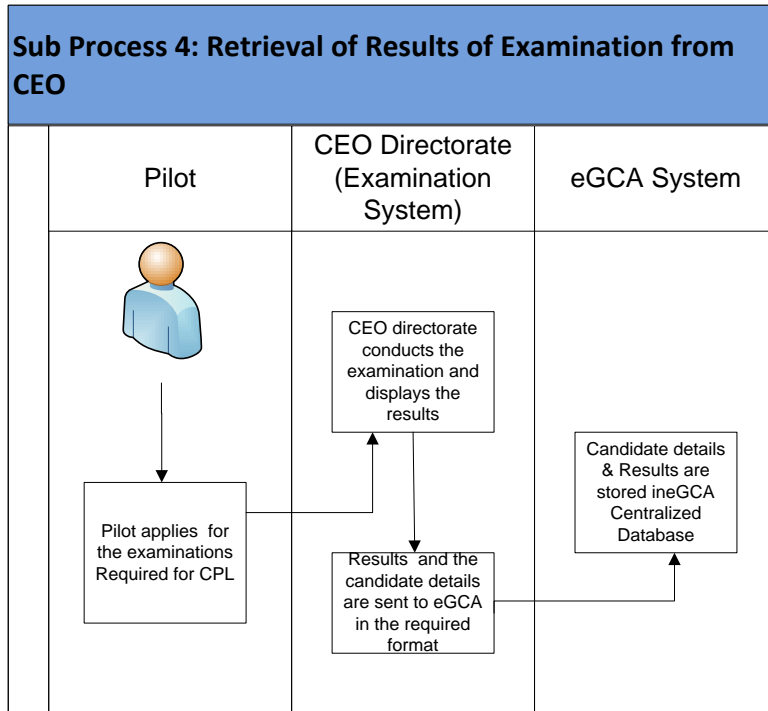 Sub Process 4: Retrieval of Results of Examination from
CEO
Pilot
CEO Directorate
(Examination
System)
eGCA System
CEO directorate
conducts the
examination and
displays the
results
Candidate details
& Results are
stored ineGCA
Centralized
Database
Pilot applies for
the examinations
Required for CPL
Results and the
candidate details
are sent to eGCA
in the required
format